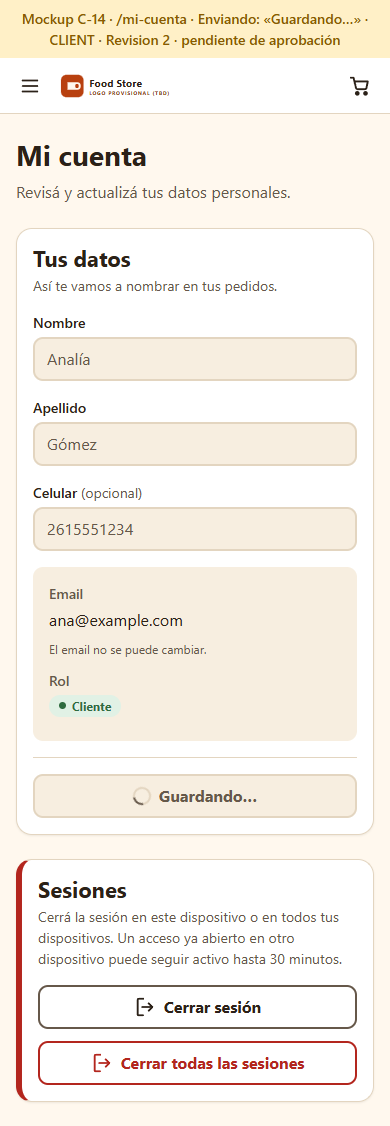 Mockup C-14 · /mi-cuenta · Enviando: «Guardando…» ·
CLIENT · Revision 2 · pendiente de aprobación
Food Store
LOGO PROVISIONAL (TBD)
Mi cuenta
Revisá y actualizá tus datos personales.
Tus datos
Así te vamos a nombrar en tus pedidos.
Nombre
Analía
Apellido
Gómez
Celular (opcional)
2615551234
Email
ana@example.com
El email no se puede cambiar.
Rol
Cliente
Guardando…
Sesiones
Cerrá la sesión en este dispositivo o en todos tus
dispositivos. Un acceso ya abierto en otro
dispositivo puede seguir activo hasta 30 minutos.
Cerrar sesión
Cerrar todas las sesiones